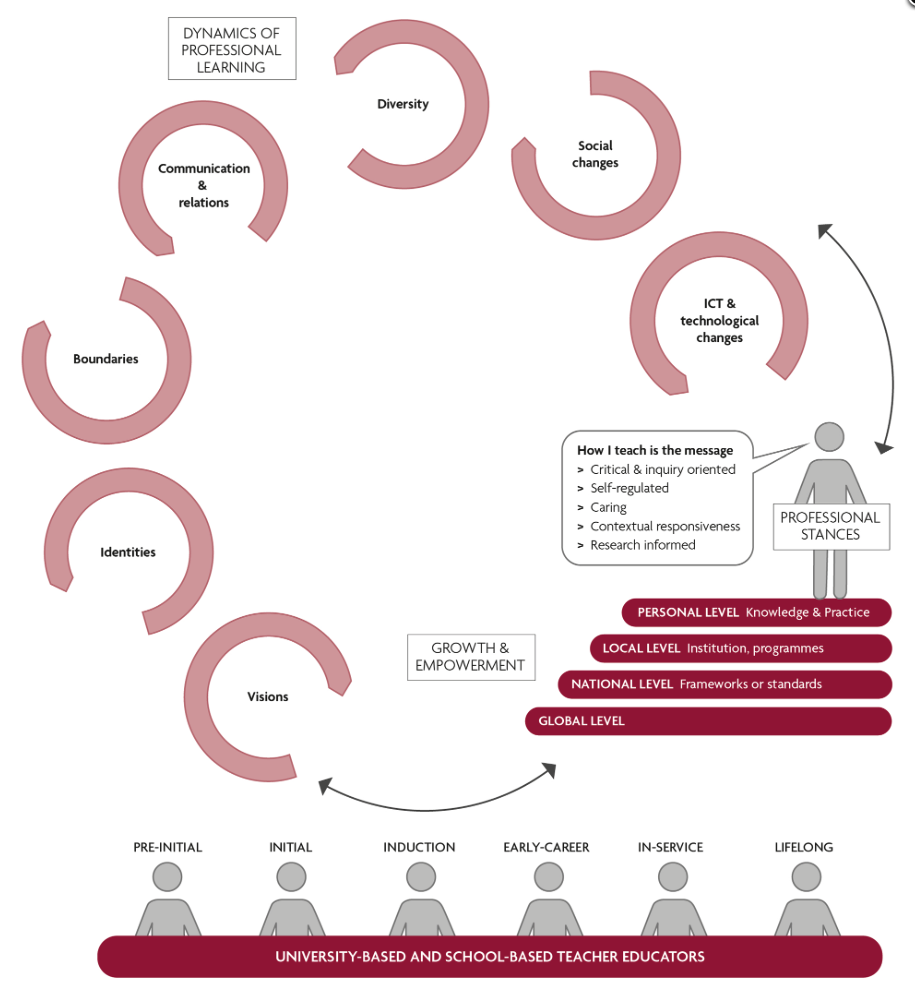 DYNAMICS OF
PROFESSIONAL
LEARNING
Diversity
Social
changes
Communication
&
relations
ICT &
technological
changes
Boundaries
How I teach is the message
> Critical & inquiry oriented
> Self-regulated
> Caring
> Contextual responsiveness
> Research informed
PROFESSIONAL
STANCES
Identities
PERSONAL LEVEL Knowledge & Practice
LOCAL LEVEL Institution, programmes
NATIONAL LEVEL Frameworks or standards
GLOBAL LEVEL
GROWTH &
EMPOWERMENT
Visions
PRE-INITIAL
INITIAL
INDUCTION
EARLY-CAREER
IN-SERVICE
LIFELONG
UNIVERSITY-BASED AND SCHOOL-BASED TEACHER EDUCATORS